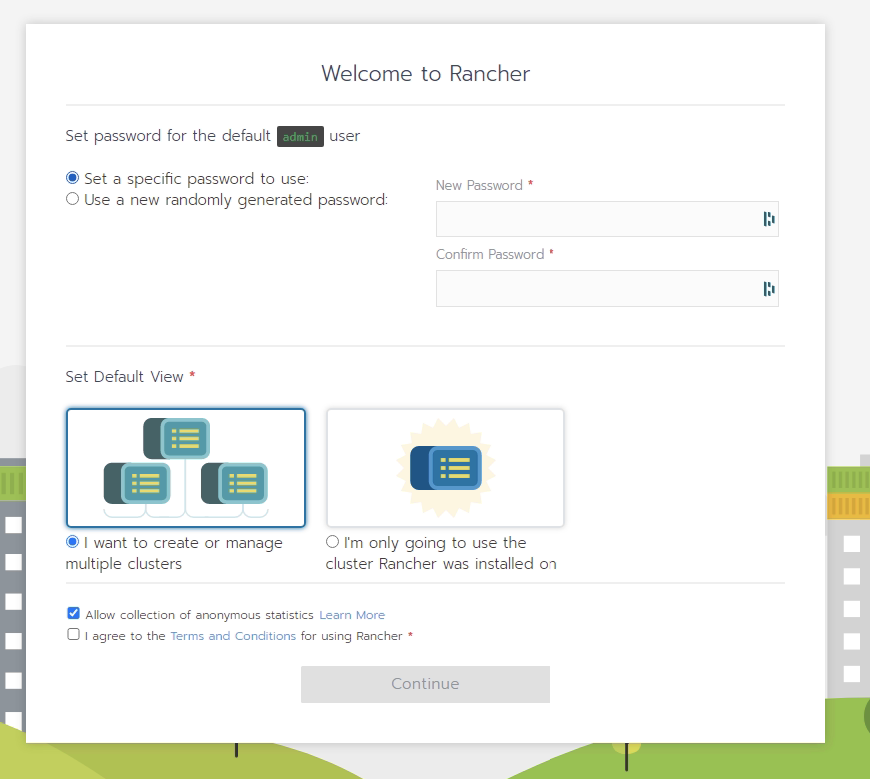 Welcome to Rancher
Set password for the default admin user
Set a specific password to use:
Use a new randomly generated password:
New Password *
Confirm Password *
Set Default View *
I want to create or manage
multiple clusters
I'm only going to use the
cluster Rancher was installed on
Allow collection of anonymous statistics Learn More
I agree to the Terms and Conditions for using Rancher *
Continue